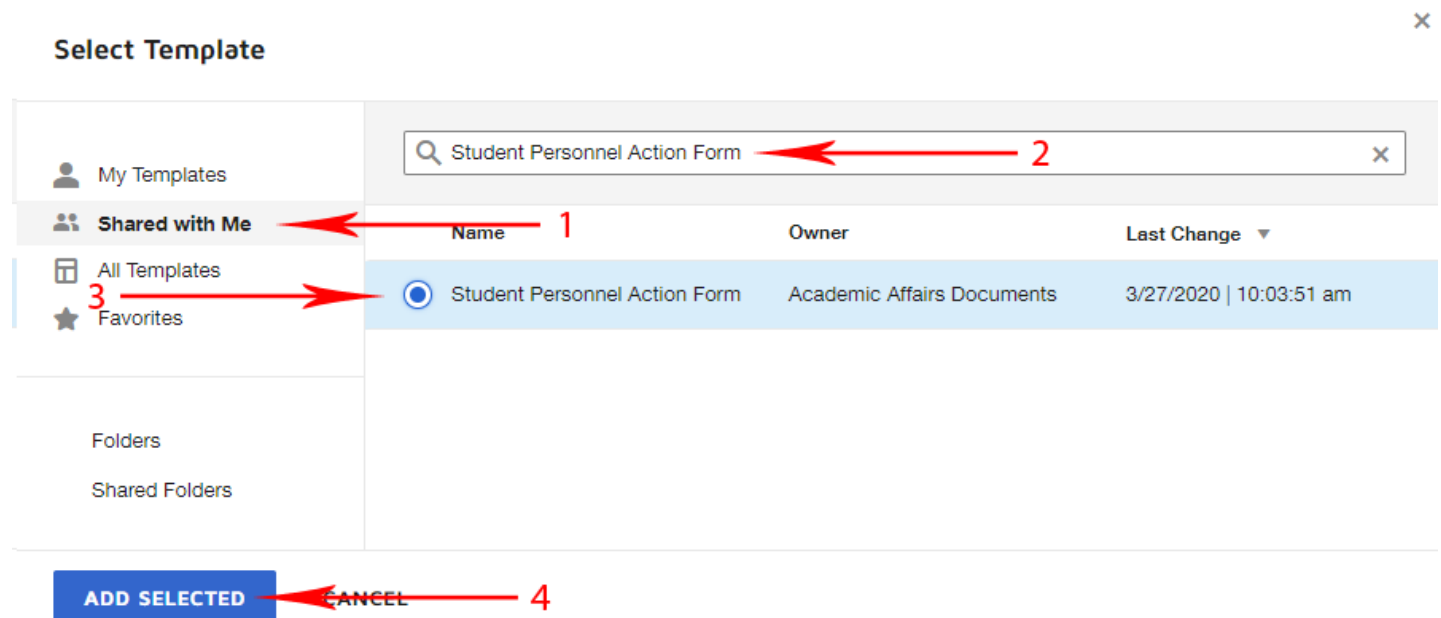 ×
Select Template
My Templates
Shared with Me
All Templates
Favorites
Folders
Shared Folders
Student Personnel Action Form ×
Name Owner Last Change ▼
Student Personnel Action Form Academic Affairs Documents 3/27/2020 | 10:03:51 am
ADD SELECTED CANCEL
1
2
3
4